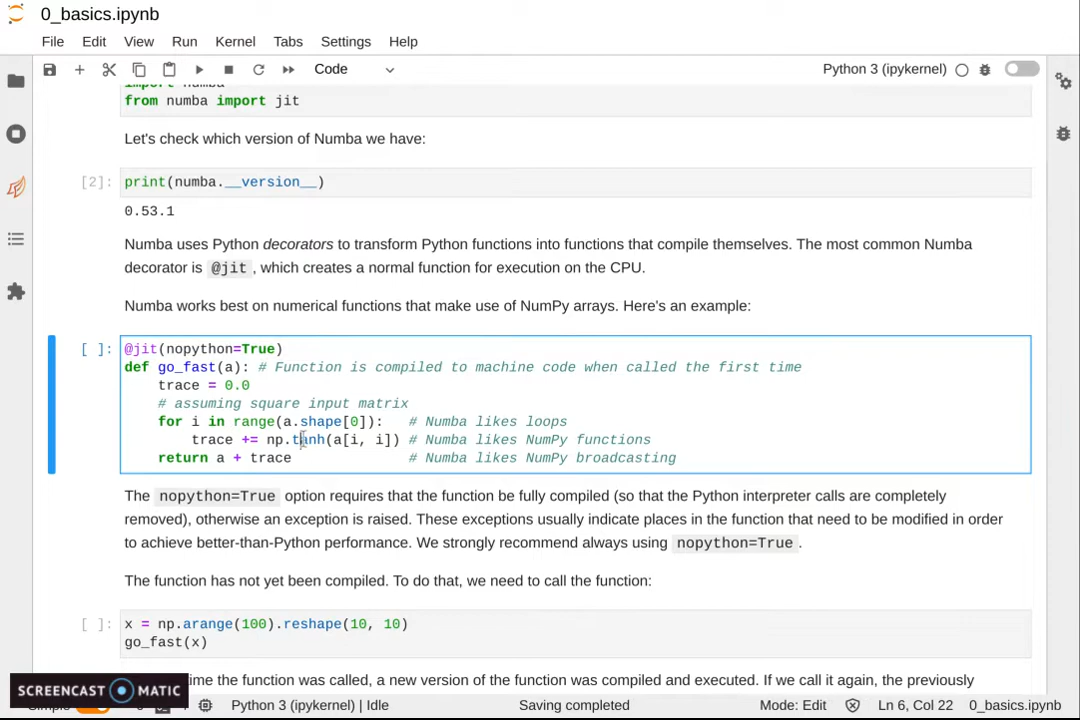 0_basics.ipynb
File Edit View Run Kernel Tabs Settings Help
Code Python 3 (ipykernel)
import numba
from numba import jit
Let's check which version of Numba we have:
[2]: print(numba.__version__)
0.53.1
Numba uses Python decorators to transform Python functions into functions that compile themselves. The most common Numba
decorator is @jit, which creates a normal function for execution on the CPU.
Numba works best on numerical functions that make use of NumPy arrays. Here's an example:
[ ]: @jit(nopython=True)
def go_fast(a): # Function is compiled to machine code when called the first time
trace = 0.0
# assuming square input matrix
for i in range(a.shape[0]): # Numba likes loops
trace += np.tanh(a[i, i]) # Numba likes NumPy functions
return a + trace # Numba likes NumPy broadcasting
The nopython=True option requires that the function be fully compiled (so that the Python interpreter calls are completely
removed), otherwise an exception is raised. These exceptions usually indicate places in the function that need to be modified in order
to achieve better-than-Python performance. We strongly recommend always using nopython=True.
The function has not yet been compiled. To do that, we need to call the function:
[ ]: x = np.arange(100).reshape(10, 10)
go_fast(x)
time the function was called, a new version of the function was compiled and executed. If we call it again, the previously
SCREENCAST MATIC
Simple Python 3 (ipykernel) | Idle Saving completed Mode: Edit Ln 6, Col 22 0_basics.ipynb